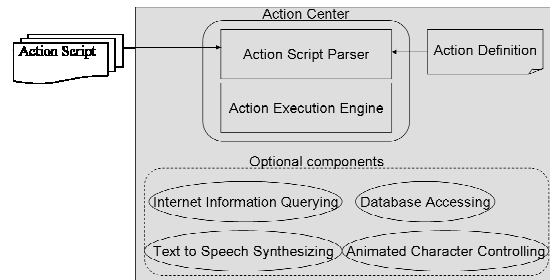 Action Center
Action Script
Action Script Parser
Action Definition
Action Execution Engine
Optional components
Internet Information Querying
Database Accessing
Text to Speech Synthesizing
Animated Character Controlling